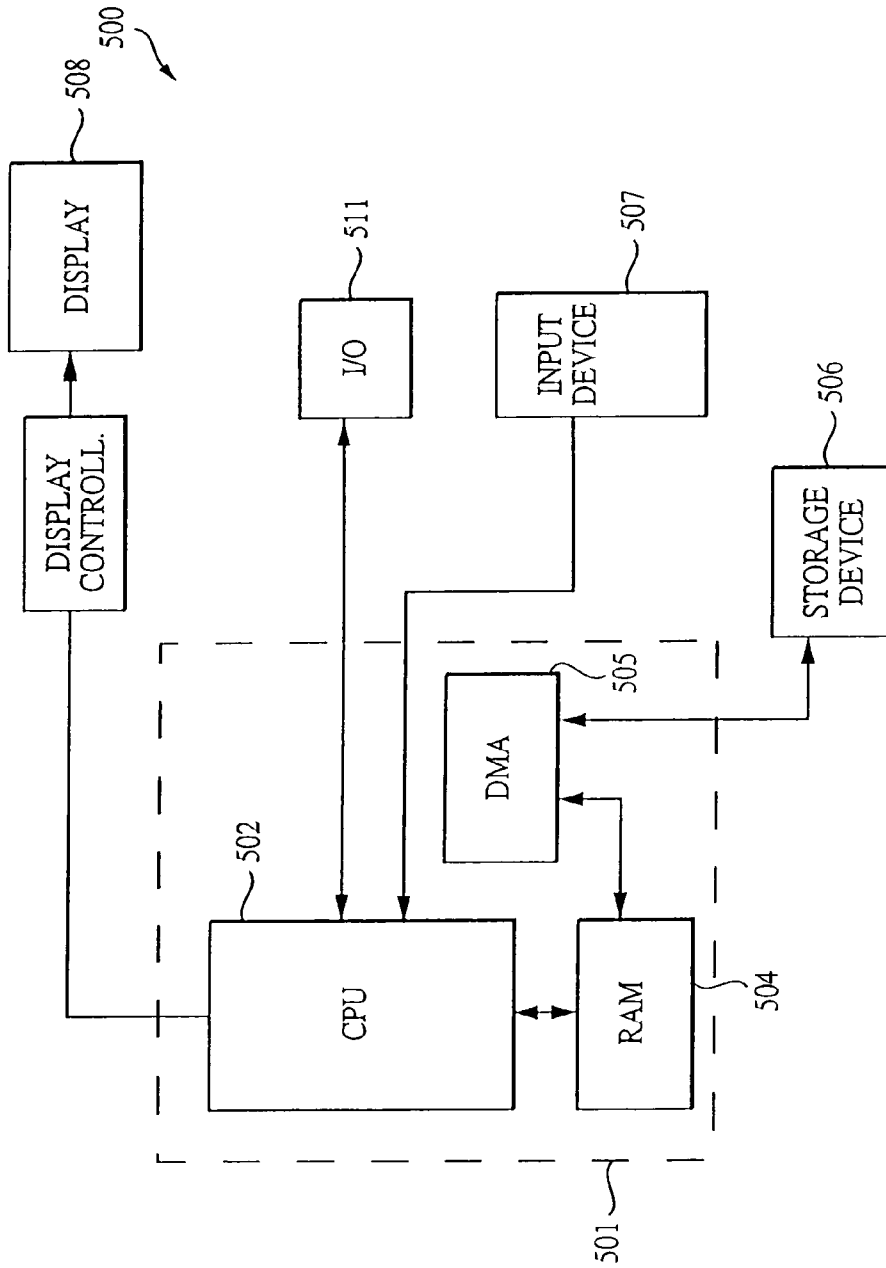 500
508
DISPLAY
DISPLAY
CONTROLL.
511
I/O
507
INPUT
DEVICE
506
STORAGE
DEVICE
505
DMA
502
CPU
RAM
504
501